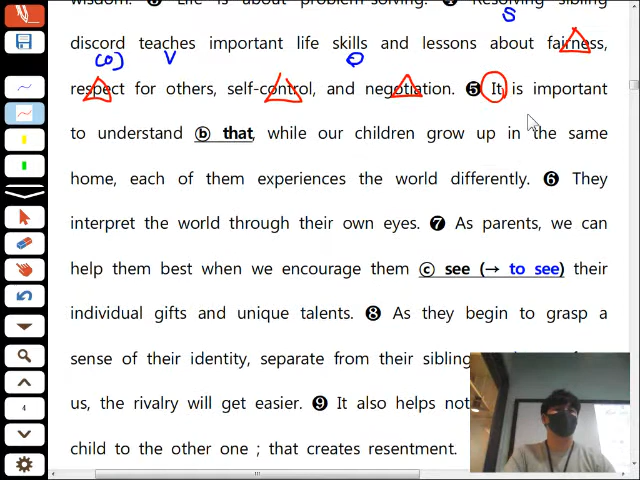 wisdom. ❸ Life is about problem-solving. ❹ Resolving sibling
S
discord teaches important life skills and lessons about fairness,
V
respect for others, self-control, and negotiation. ❺ It is important
to understand ⓑ that, while our children grow up in the same
home, each of them experiences the world differently. ❻ They
interpret the world through their own eyes. ❼ As parents, we can
help them best when we encourage them ⓒ see (→ to see) their
individual gifts and unique talents. ❽ As they begin to grasp a
sense of their identity, separate from their
us, the rivalry will get easier. ❾ It also helps not
child to the other one ; that creates resentment.
4